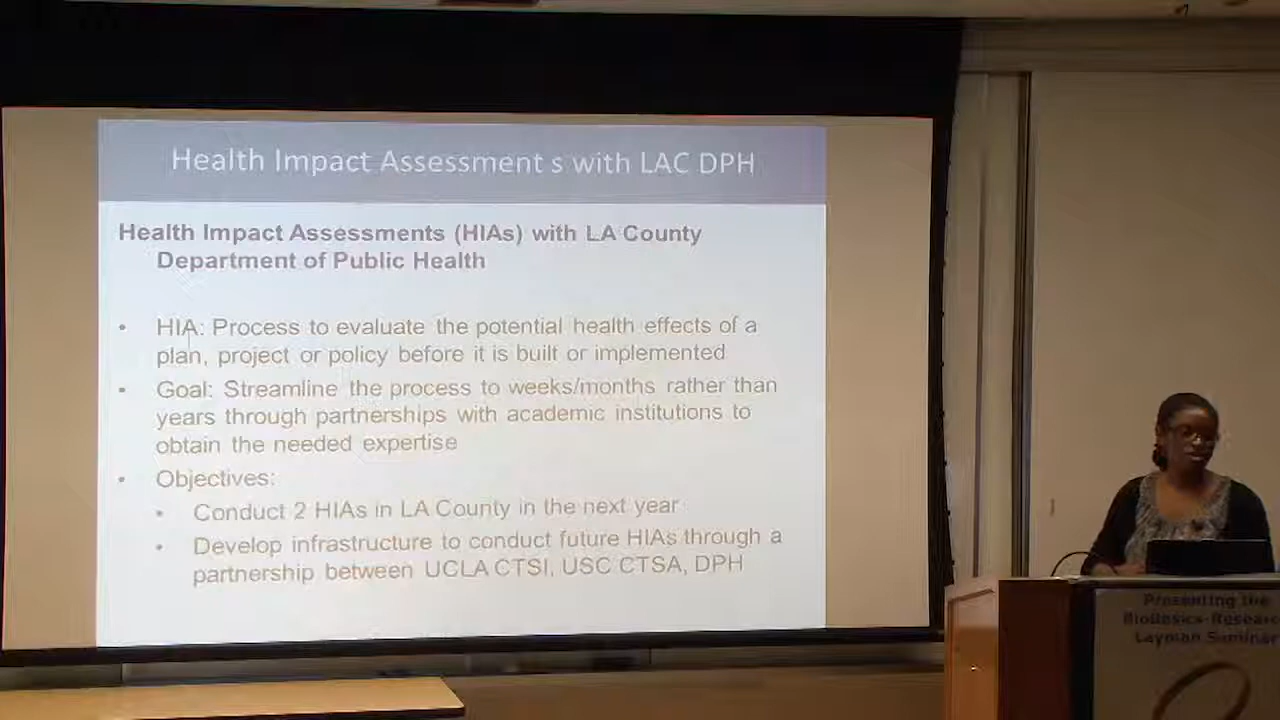 Health Impact Assessment s with LAC DPH
Health Impact Assessments (HIAs) with LA County
Department of Public Health
• HIA: Process to evaluate the potential health effects of a
plan, project or policy before it is built or implemented
• Goal: Streamline the process to weeks/months rather than
years through partnerships with academic institutions to
obtain the needed expertise
• Objectives:
• Conduct 2 HIAs in LA County in the next year
• Develop infrastructure to conduct future HIAs through a
partnership between UCLA CTSI, USC CTSA, DPH
Presenting the
Layman Seminar